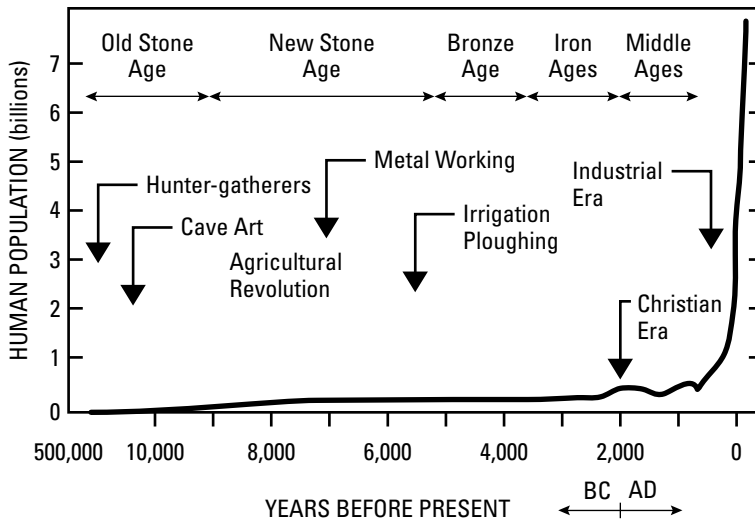 HUMAN POPULATION (billions)
7
6
5
4
3
2
1
0
Old Stone
Age
New Stone
Age
Bronze
Age
Iron
Ages
Middle
Ages
Hunter-gatherers
Cave Art
Agricultural
Revolution
Metal Working
Irrigation
Ploughing
Industrial
Era
Christian
Era
500,000 10,000 8,000 6,000 4,000 2,000 0
YEARS BEFORE PRESENT
BC AD